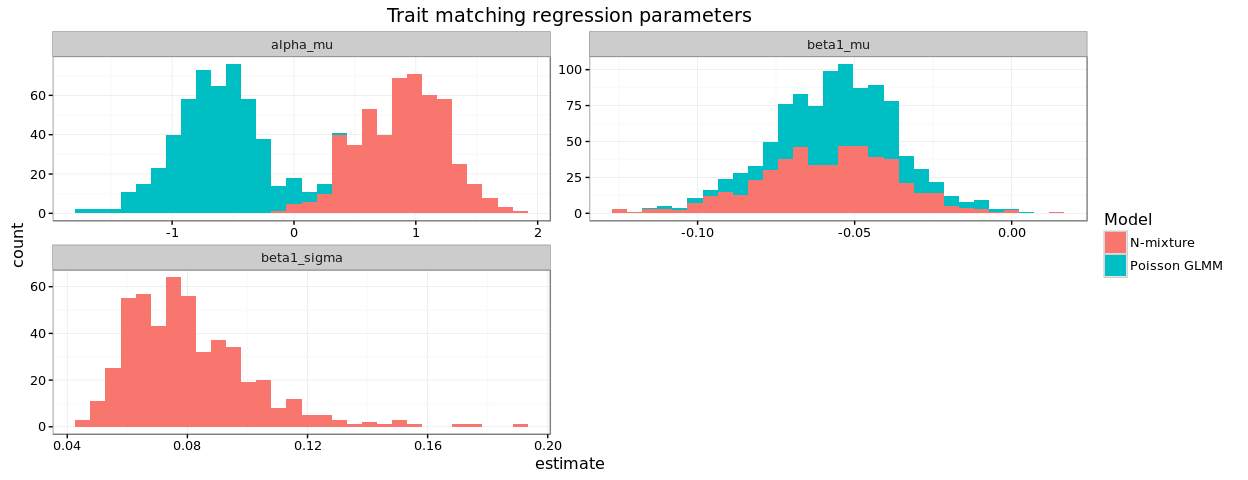 Trait matching regression parameters
alpha_mu
beta1_mu
60
40
20
0
-1
0
1
2
100
75
50
25
0
-0.10
-0.05
0.00
beta1_sigma
60
40
20
0
0.04
0.08
0.12
0.16
0.20
count
estimate
Model
N-mixture
Poisson GLMM